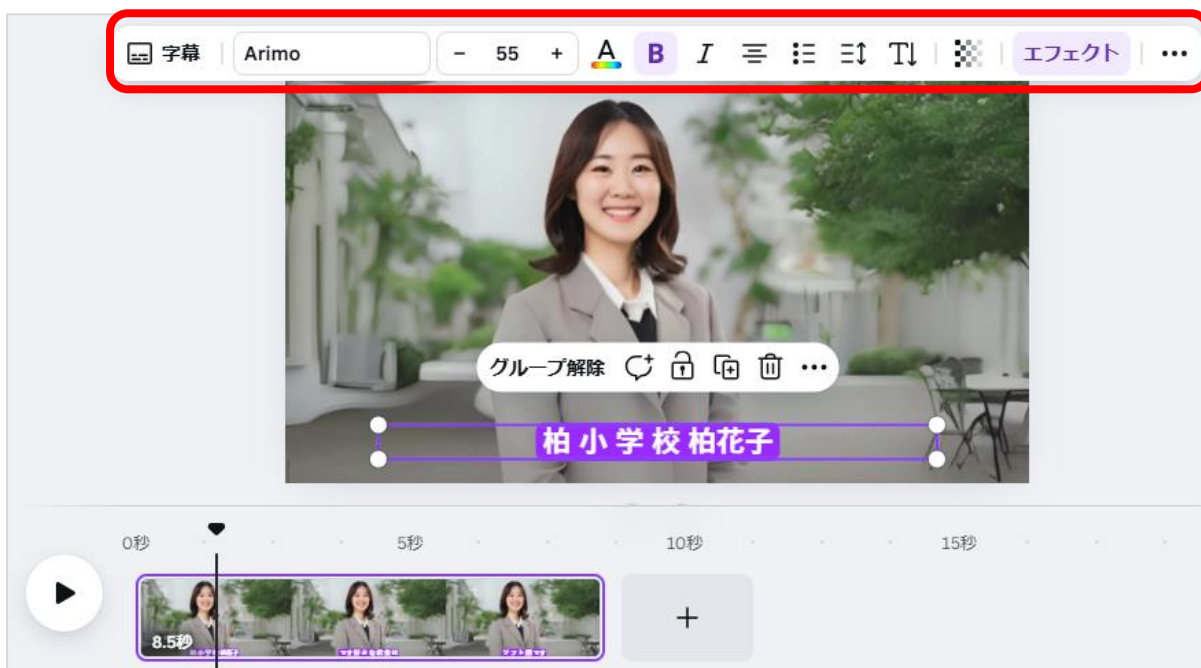 字幕 Arimo - 55 + A B I エフェクト •••
グループ解除 •••
柏 小 学 校 柏花子
0秒 5秒 10秒 15秒
8.5秒 +